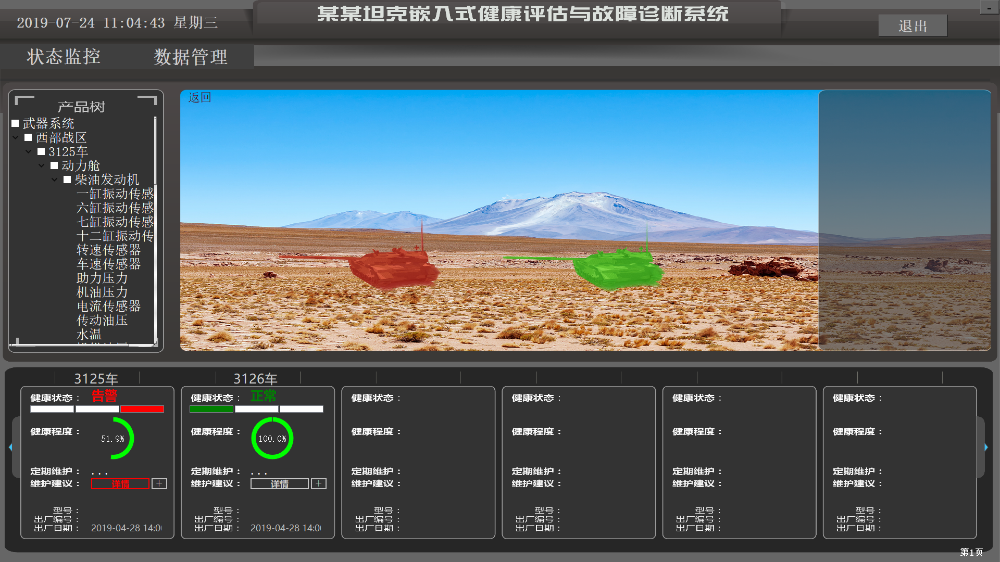 某某坦克嵌入式健康评估与故障诊断系统
-
2019-07-24 11:04:43 星期三
退出
状态监控 数据管理
产品树
武器系统
西部战区
3125车
动力舱
柴油发动机
一缸振动传感
六缸振动传感
七缸振动传感
十二缸振动传
转速传感器
车速传感器
助力压力
机油压力
电流传感器
传动油压
水温
返回
3125车
健康状态： 告警
健康程度： 51.9%
定期维护： ...
维护建议： 详情 +
型号：
出厂编号：
出厂日期： 2019-04-28 14:0
3126车
健康状态： 正常
健康程度： 100.0%
定期维护： ...
维护建议： 详情 +
型号：
出厂编号：
出厂日期： 2019-04-28 14:0
健康状态：
健康程度：
定期维护：
维护建议：
型号：
出厂编号：
出厂日期：
健康状态：
健康程度：
定期维护：
维护建议：
型号：
出厂编号：
出厂日期：
健康状态：
健康程度：
定期维护：
维护建议：
型号：
出厂编号：
出厂日期：
健康状态：
健康程度：
定期维护：
维护建议：
型号：
出厂编号：
出厂日期：
第1页